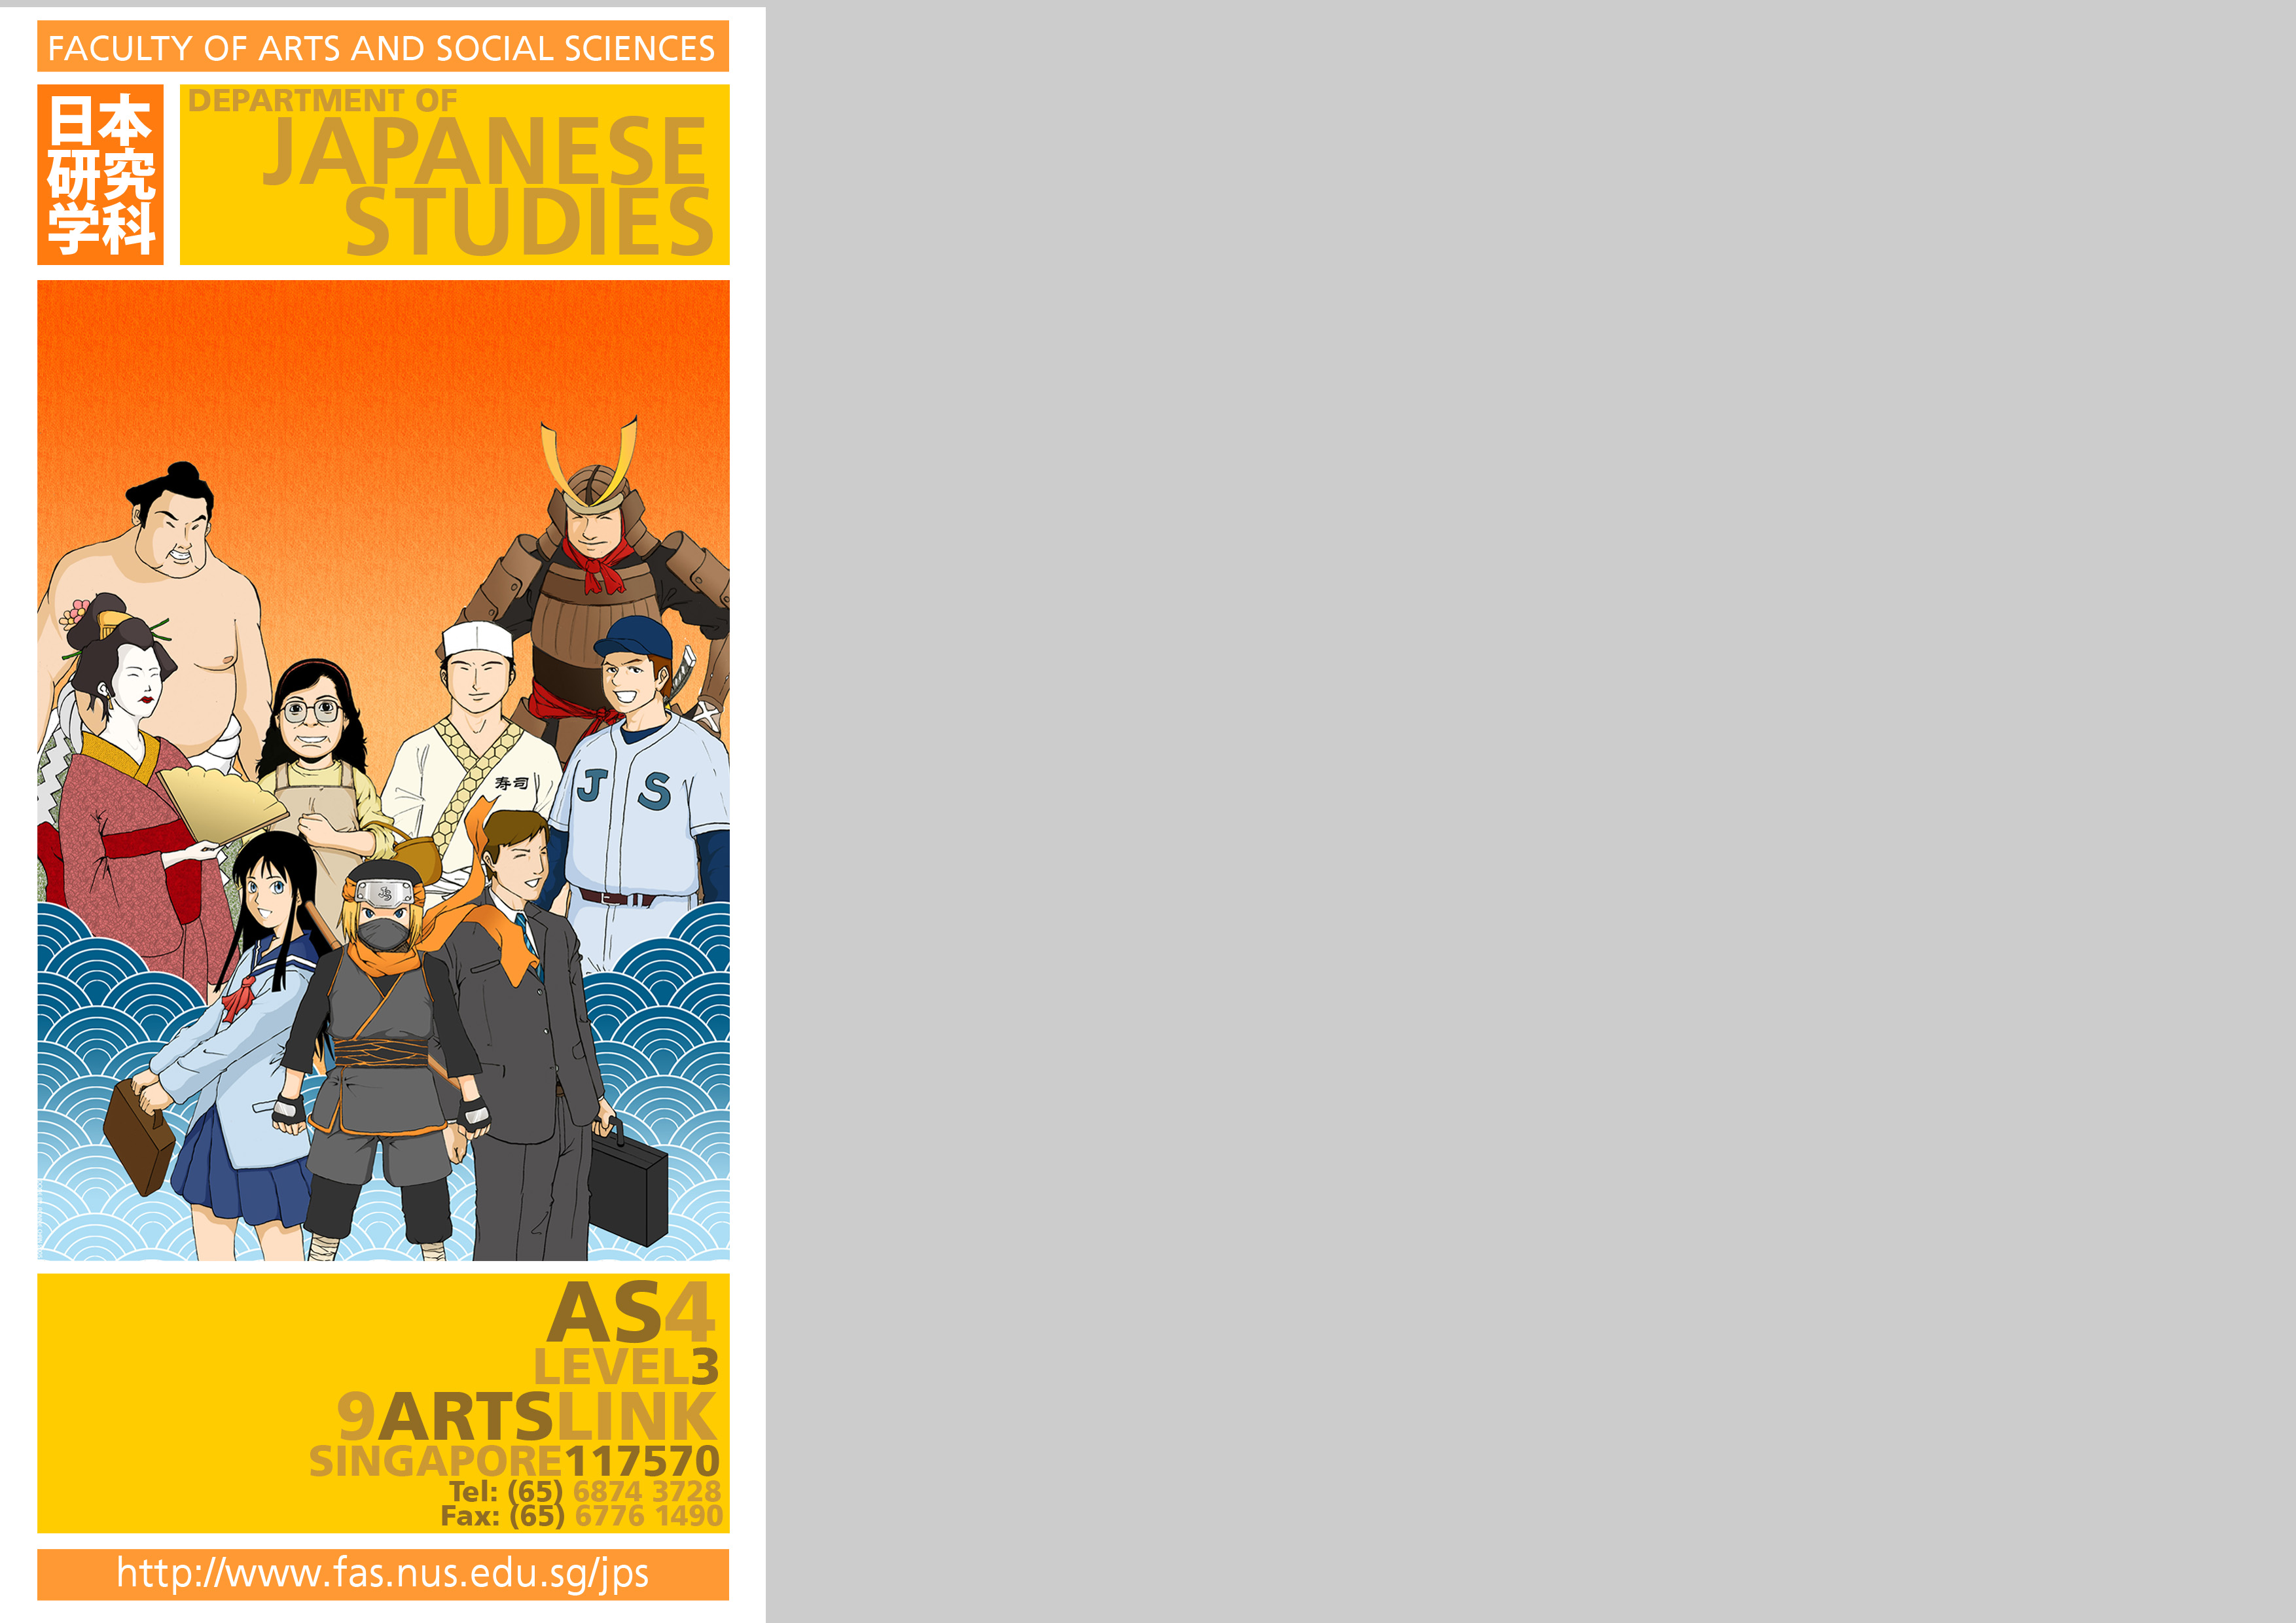 FACULTY OF ARTS AND SOCIAL SCIENCES
日本
研究
学科
DEPARTMENT OF
JAPANESE
STUDIES
寿司
J S
JS
AS4
LEVEL3
9ARTSLINK
SINGAPORE117570
Tel: (65) 6874 3728
Fax: (65) 6776 1490
http://www.fas.nus.edu.sg/jps